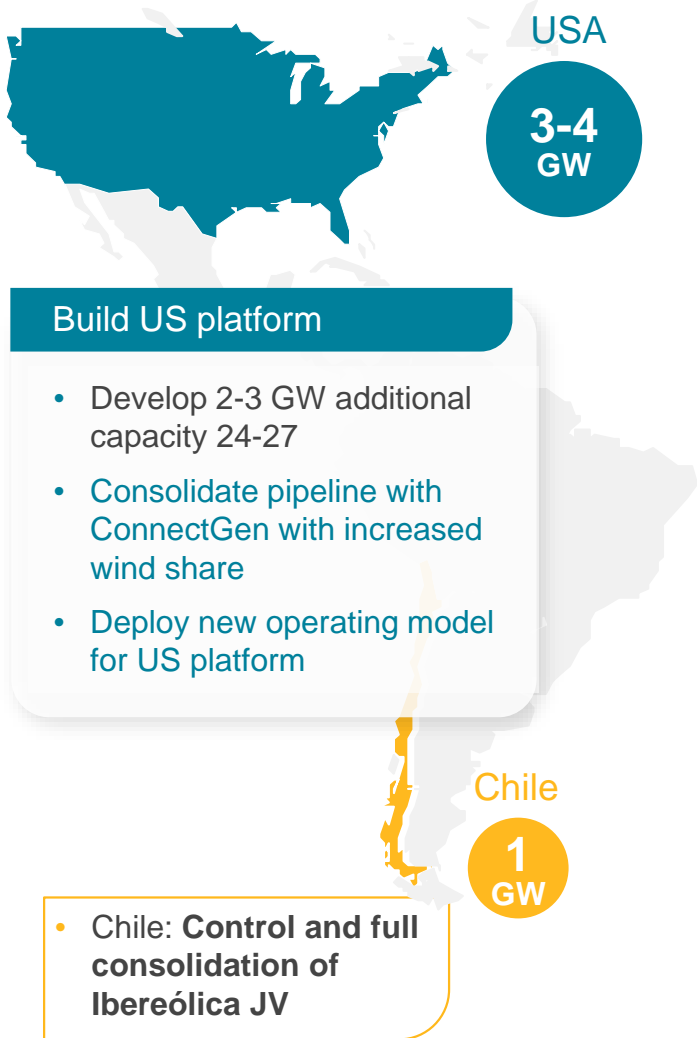 USA
3-4
GW
Build US platform
• Develop 2-3 GW additional
capacity 24-27
• Consolidate pipeline with
ConnectGen with increased
wind share
• Deploy new operating model
for US platform
Chile
1
GW
• Chile: Control and full
consolidation of
Ibereólica JV